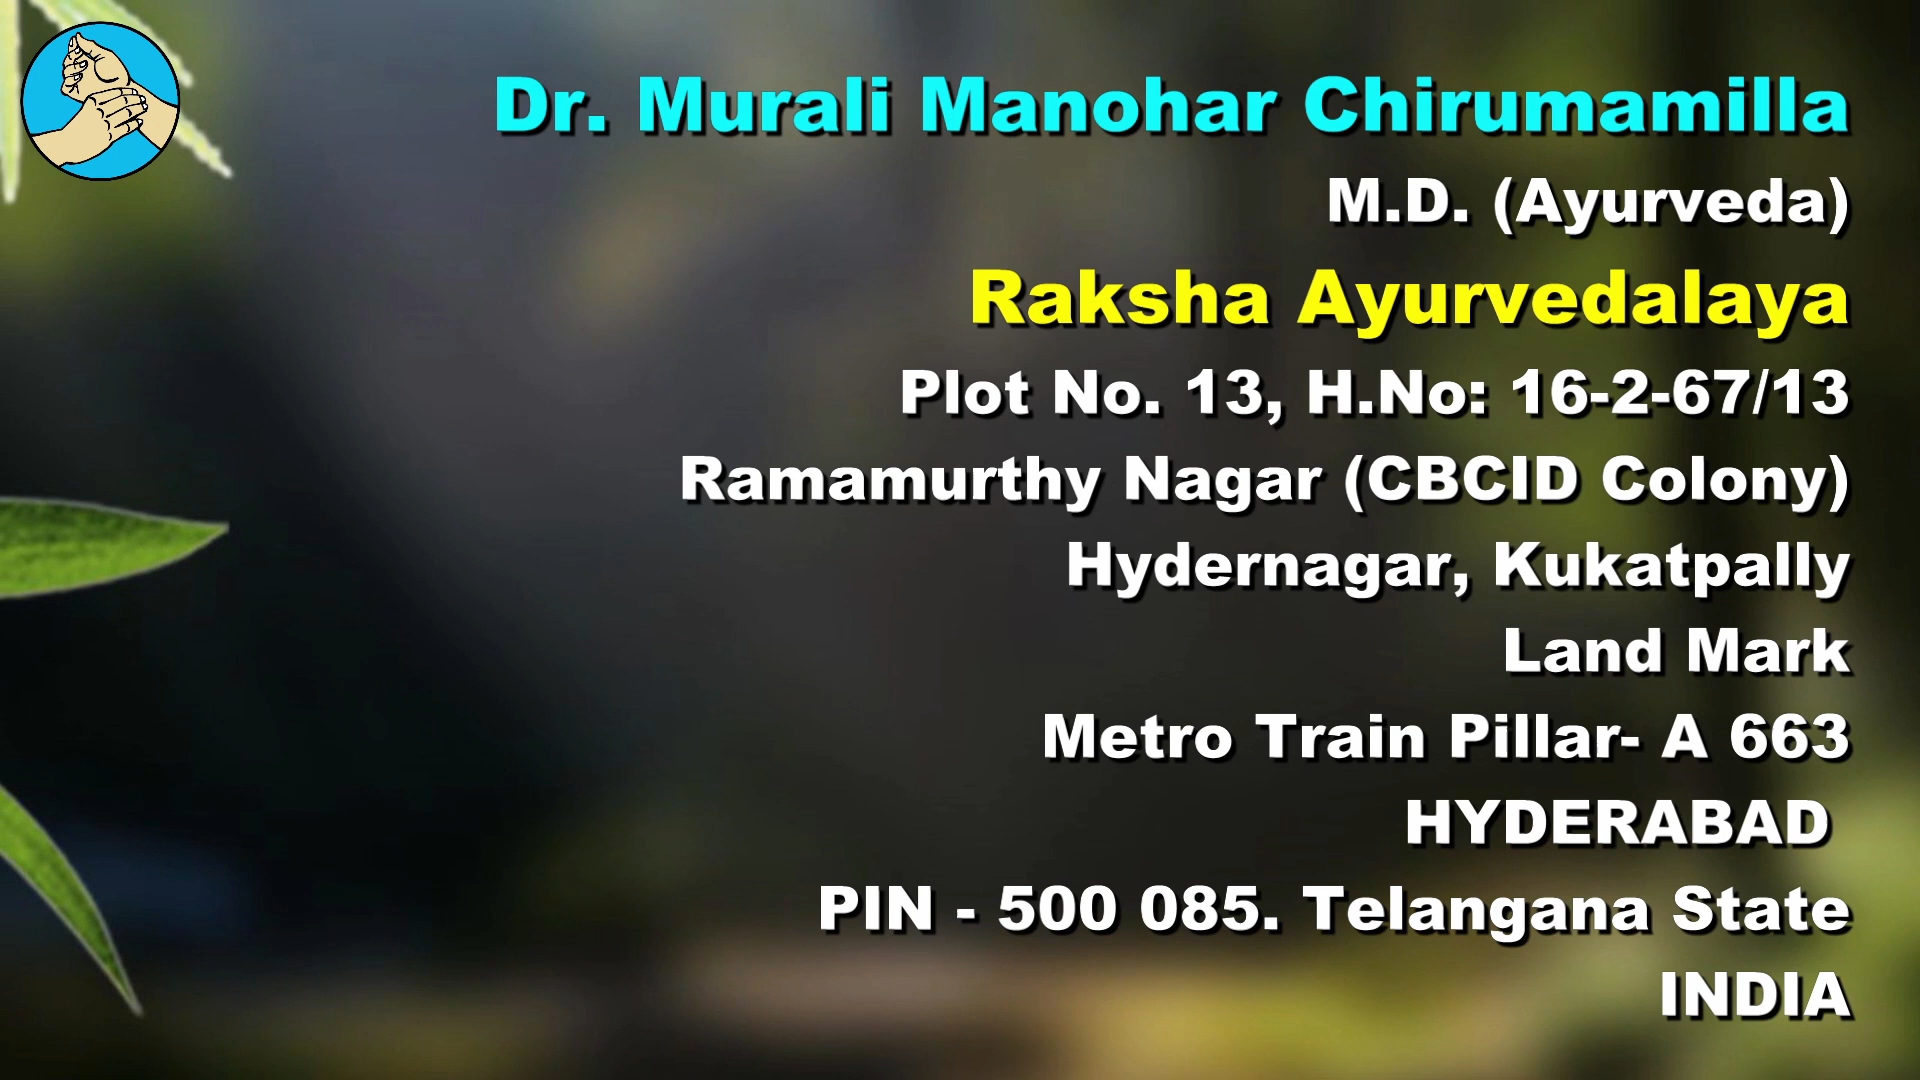 Dr. Murali Manohar Chirumamilla
M.D. (Ayurveda)
Raksha Ayurvedalaya
Plot No. 13, H.No: 16-2-67/13
Ramamurthy Nagar (CBCID Colony)
Hydernagar, Kukatpally
Land Mark
Metro Train Pillar- A 663
HYDERABAD
PIN - 500 085. Telangana State
INDIA